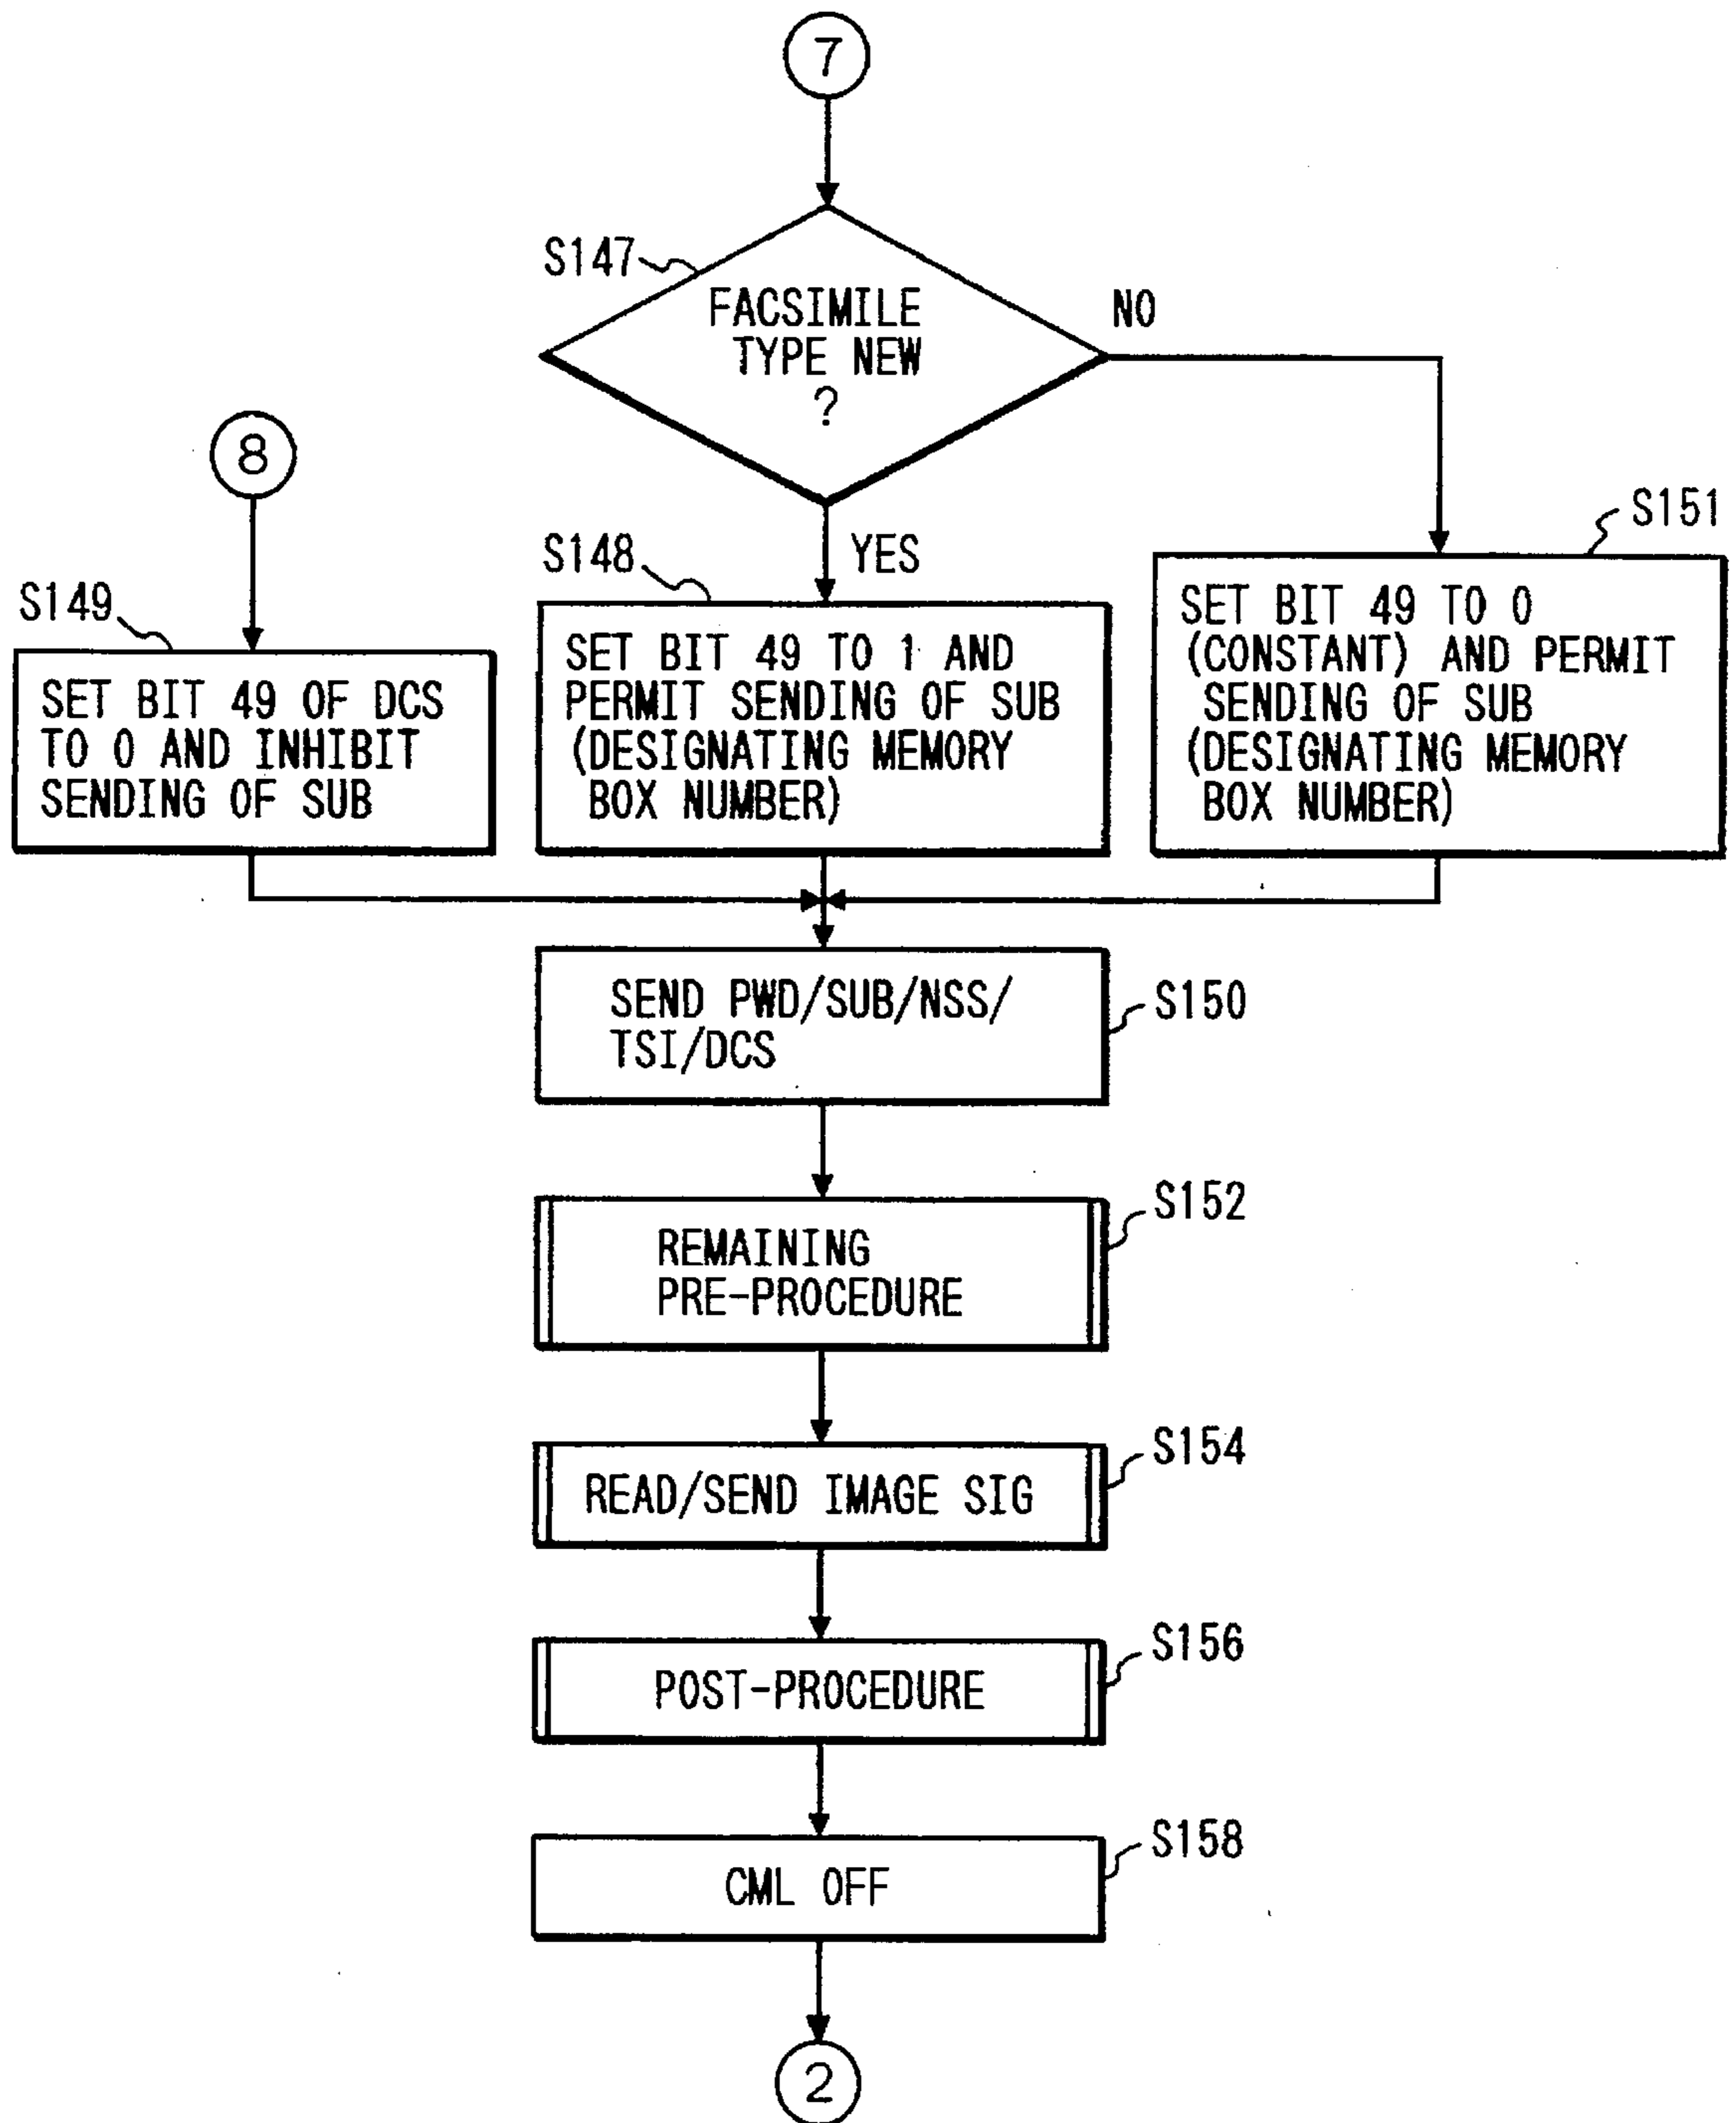 7
S147
FACSIMILE
TYPE NEW
?
NO
8
YES
S149
SET BIT 49 OF DCS
TO 0 AND INHIBIT
SENDING OF SUB
S148
SET BIT 49 TO 1 AND
PERMIT SENDING OF SUB
(DESIGNATING MEMORY
BOX NUMBER)
S151
SET BIT 49 TO 0
(CONSTANT) AND PERMIT
SENDING OF SUB
(DESIGNATING MEMORY
BOX NUMBER)
SEND PWD/SUB/NSS/
TSI/DCS
S150
REMAINING
PRE-PROCEDURE
S152
READ/SEND IMAGE SIG
S154
POST-PROCEDURE
S156
CML OFF
S158
2